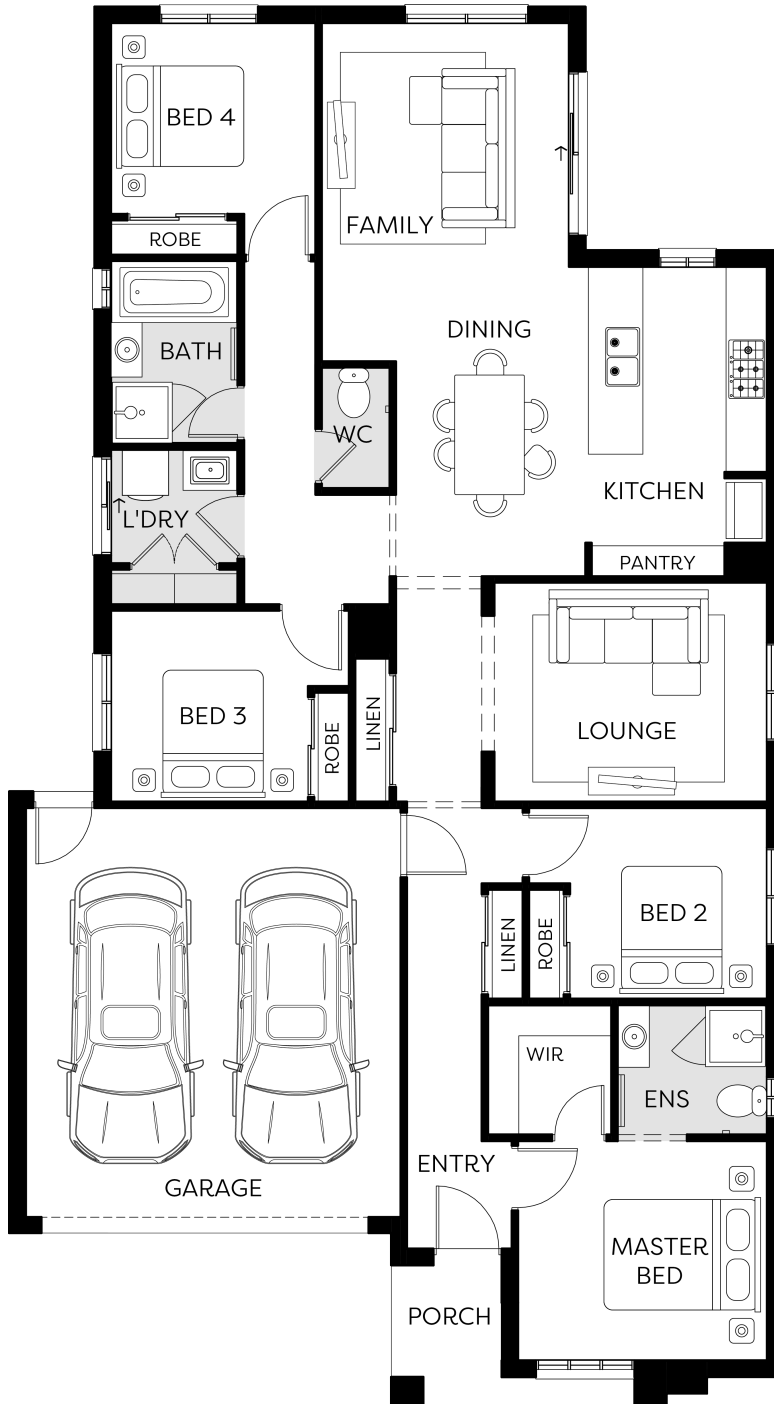 BED 4
FAMILY
ROBE
DINING
BATH
WC
KITCHEN
L'DRY
PANTRY
BED 3
LOUNGE
ROBE
LINEN
BED 2
LINEN
ROBE
WIR
ENS
ENTRY
GARAGE
MASTER
BED
PORCH